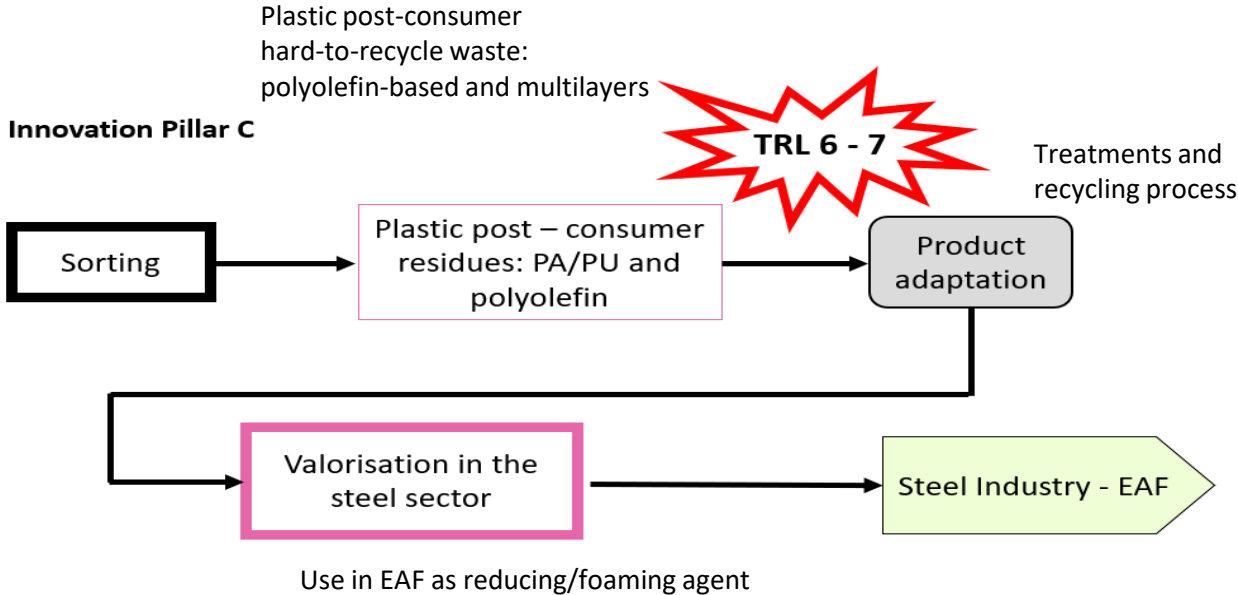 Plastic post-consumer
hard-to-recycle waste:
polyolefin-based and multilayers
Innovation Pillar C
TRL 6 - 7
Treatments and
recycling process
Sorting
Plastic post – consumer
residues: PA/PU and
polyolefin
Product
adaptation
Valorisation in the
steel sector
Steel Industry - EAF
Use in EAF as reducing/foaming agent